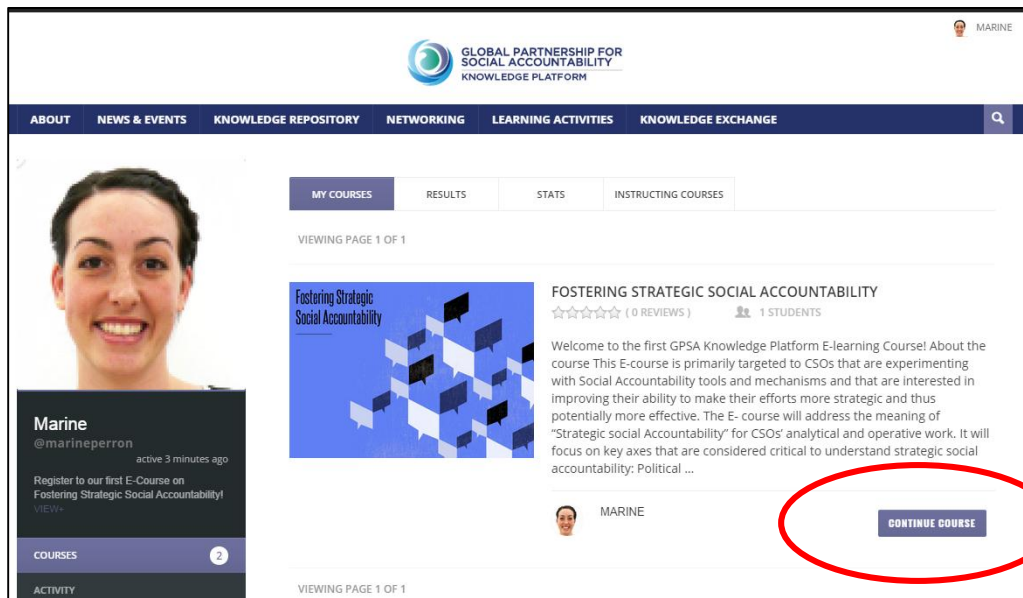 MARINE
GLOBAL PARTNERSHIP FOR
SOCIAL ACCOUNTABILITY
KNOWLEDGE PLATFORM
ABOUT NEWS & EVENTS KNOWLEDGE REPOSITORY NETWORKING LEARNING ACTIVITIES KNOWLEDGE EXCHANGE
MY COURSES RESULTS STATS INSTRUCTING COURSES
VIEWING PAGE 1 OF 1
Fostering Strategic
Social Accountability
FOSTERING STRATEGIC SOCIAL ACCOUNTABILITY
( 0 REVIEWS ) 1 STUDENTS
Welcome to the first GPSA Knowledge Platform E-learning Course! About the
course This E-course is primarily targeted to CSOs that are experimenting
with Social Accountability tools and mechanisms and that are interested in
improving their ability to make their efforts more strategic and thus
potentially more effective. The E- course will address the meaning of
“Strategic social Accountability” for CSOs’ analytical and operative work. It will
focus on key axes that are considered critical to understand strategic social
accountability: Political ...
MARINE
CONTINUE COURSE
VIEWING PAGE 1 OF 1
Marine
@marineperron
active 3 minutes ago
Register to our first E-Course on
Fostering Strategic Social Accountability!
VIEW+
COURSES 2
ACTIVITY